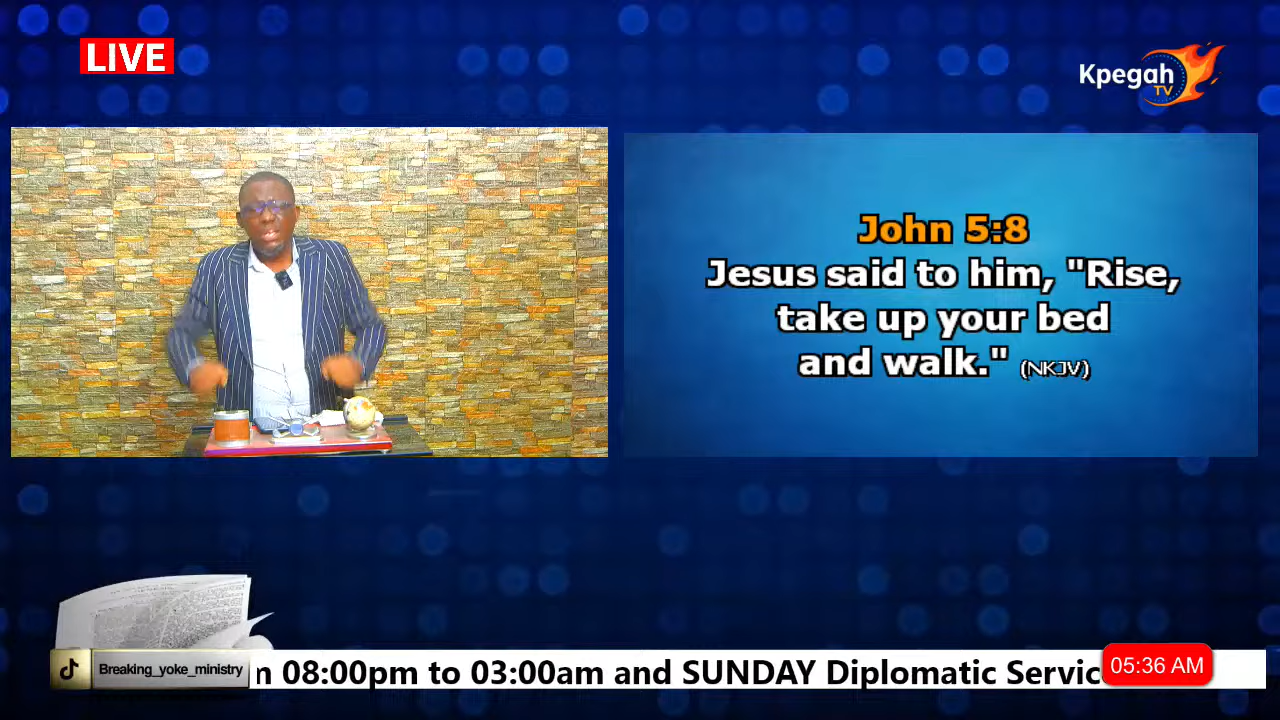 LIVE
Kpegah
TV
John 5:8
Jesus said to him, "Rise,
take up your bed
and walk." (NKJV)
Breaking_yoke_ministry
08:00pm to 03:00am and SUNDAY Diplomatic
05:36 AM